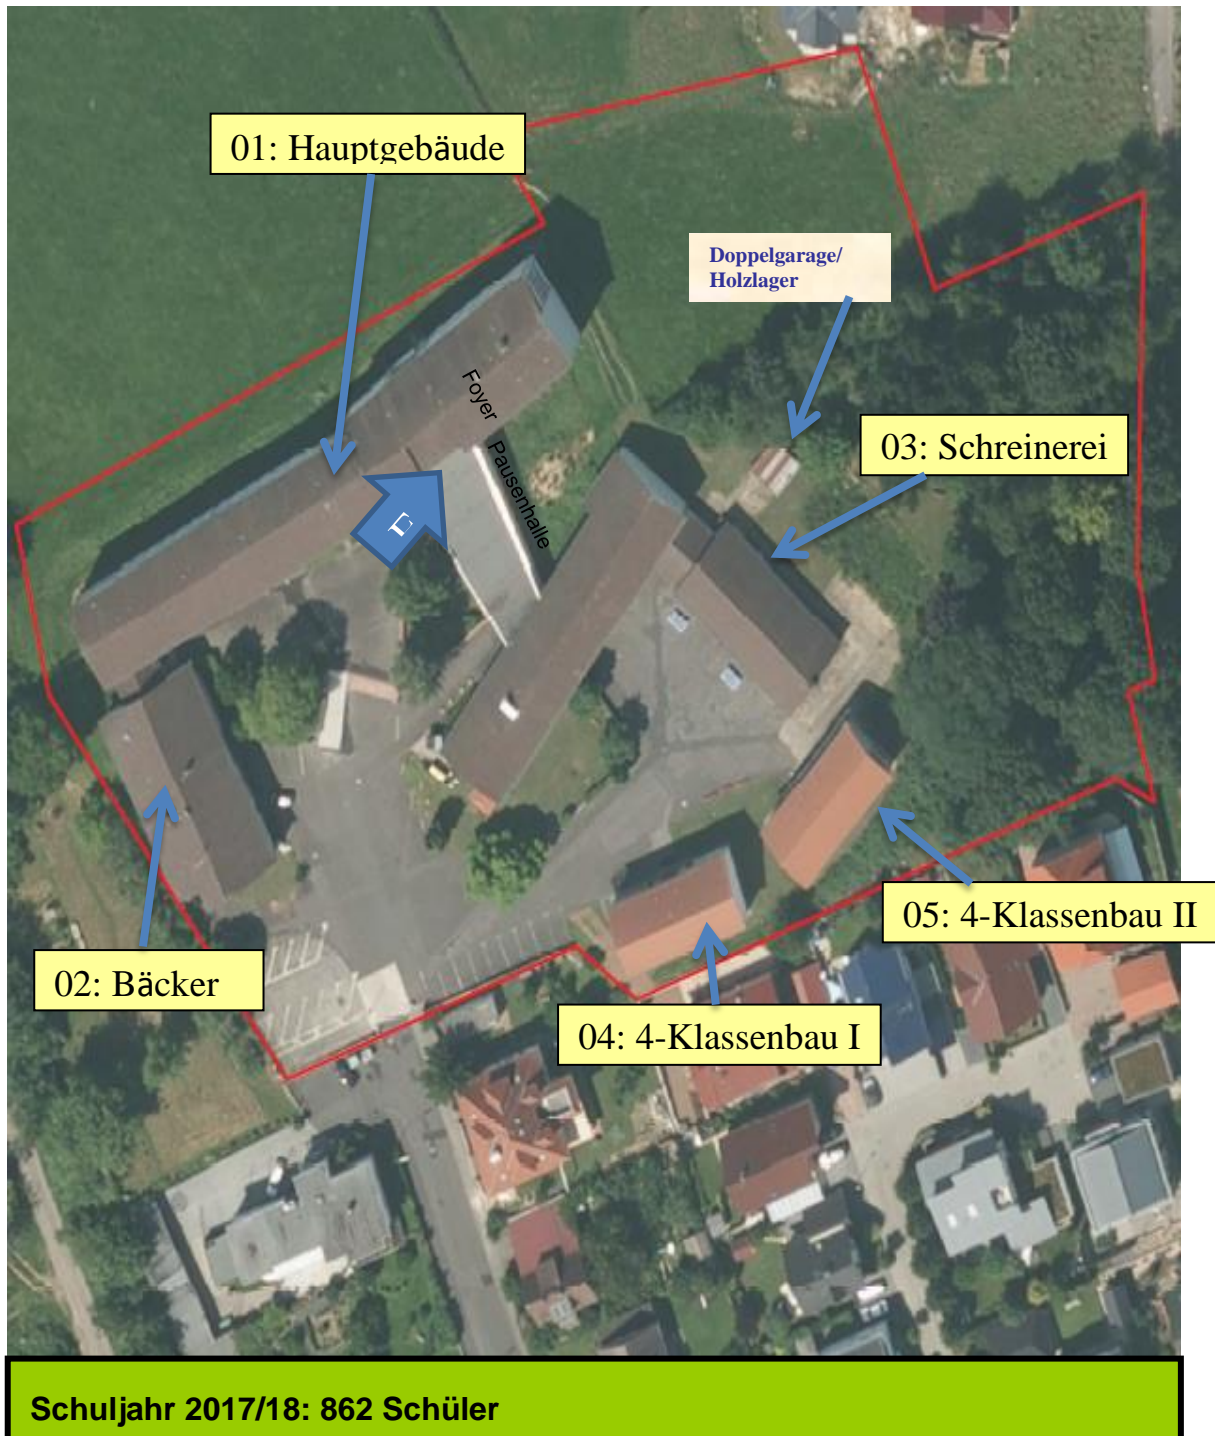 01: Hauptgebäude
Doppelgarage/
Holzlager
Foyer
03: Schreinerei
Pausenhalle
E
05: 4-Klassenbau II
02: Bäcker
04: 4-Klassenbau I
Schuljahr 2017/18: 862 Schüler